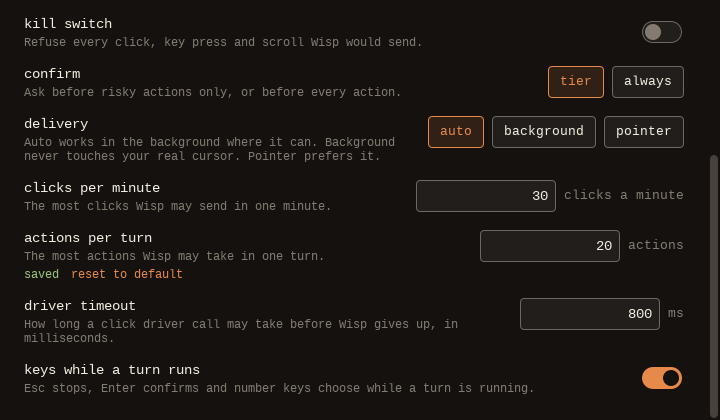 kill switch
Refuse every click, key press and scroll Wisp would send.
confirm
Ask before risky actions only, or before every action.
tier always
delivery
Auto works in the background where it can. Background
never touches your real cursor. Pointer prefers it.
auto background pointer
clicks per minute
The most clicks Wisp may send in one minute.
30 clicks a minute
actions per turn
The most actions Wisp may take in one turn.
saved reset to default
20 actions
driver timeout
How long a click driver call may take before Wisp gives up, in
milliseconds.
800 ms
keys while a turn runs
Esc stops, Enter confirms and number keys choose while a turn is running.